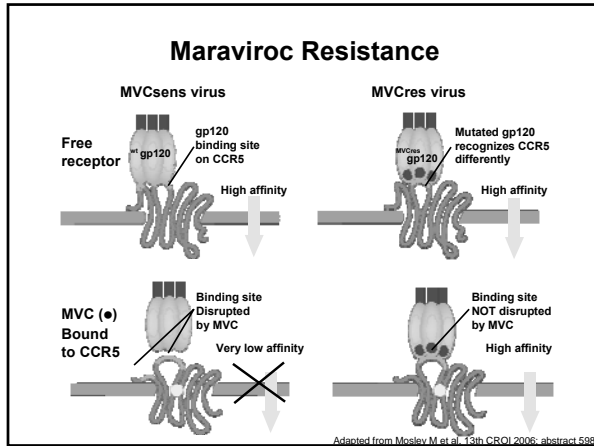 Maraviroc Resistance
MVCsens virus
MVCres virus
Free
receptor
wt gp120
gp120
binding site
on CCR5
High affinity
MVCres
gp120
Mutated gp120
recognizes CCR5
differently
High affinity
MVC (●)
Bound
to CCR5
Binding site
Disrupted
by MVC
Very low affinity
Binding site
NOT disrupted
by MVC
High affinity
Adapted from Mosley M et al. 13th CROI 2006; abstract 598